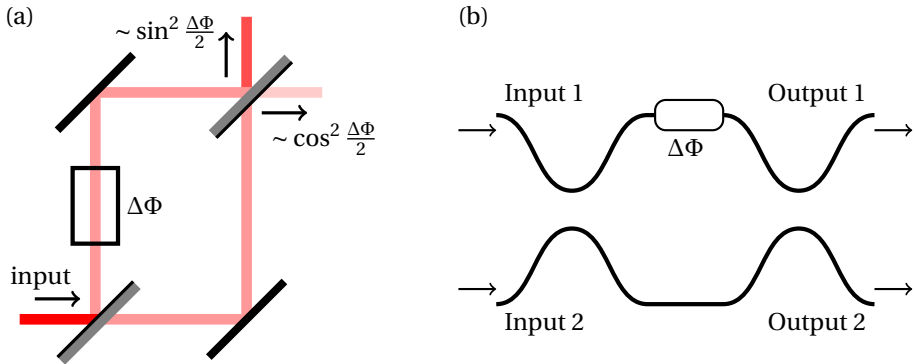 (a)
∼ sin² ΔΦ/2
∼ cos² ΔΦ/2
ΔΦ
input
(b)
Input 1
Output 1
ΔΦ
Input 2
Output 2